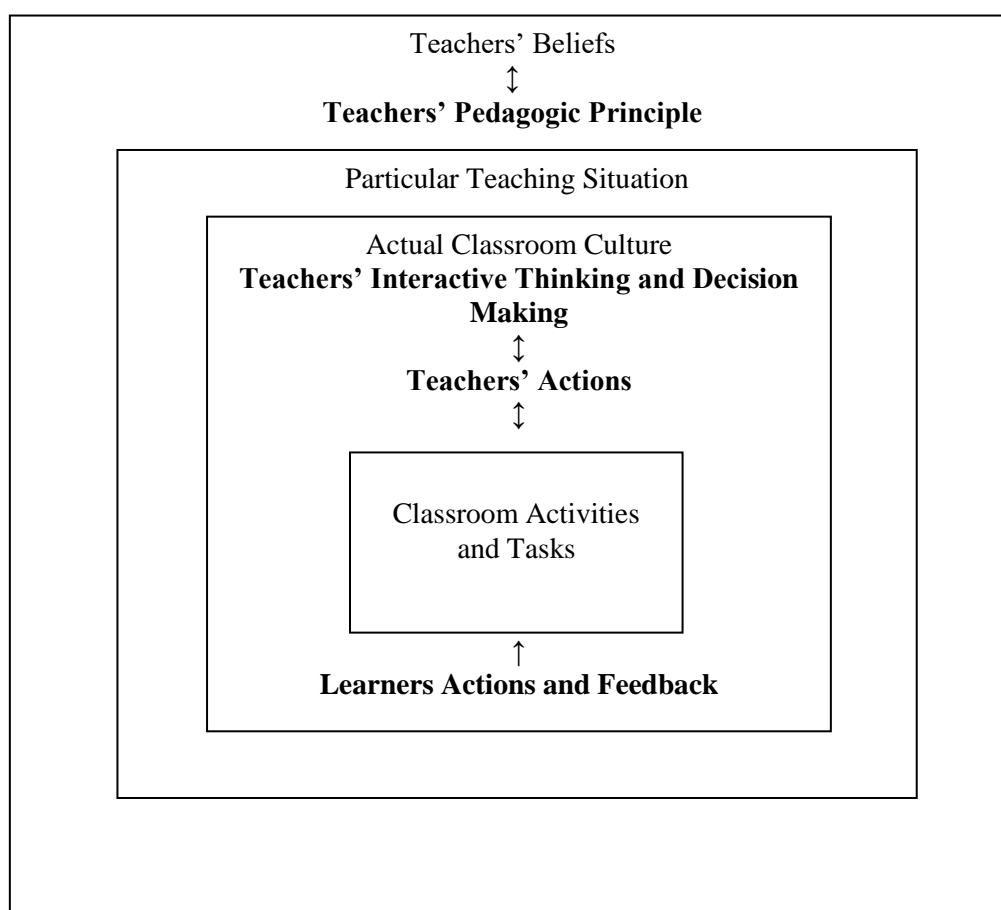 Teachers’ Beliefs
↕
Teachers’ Pedagogic Principle
Particular Teaching Situation
Actual Classroom Culture
Teachers’ Interactive Thinking and Decision
Making
↕
Teachers’ Actions
↕
Classroom Activities
and Tasks
↑
Learners Actions and Feedback